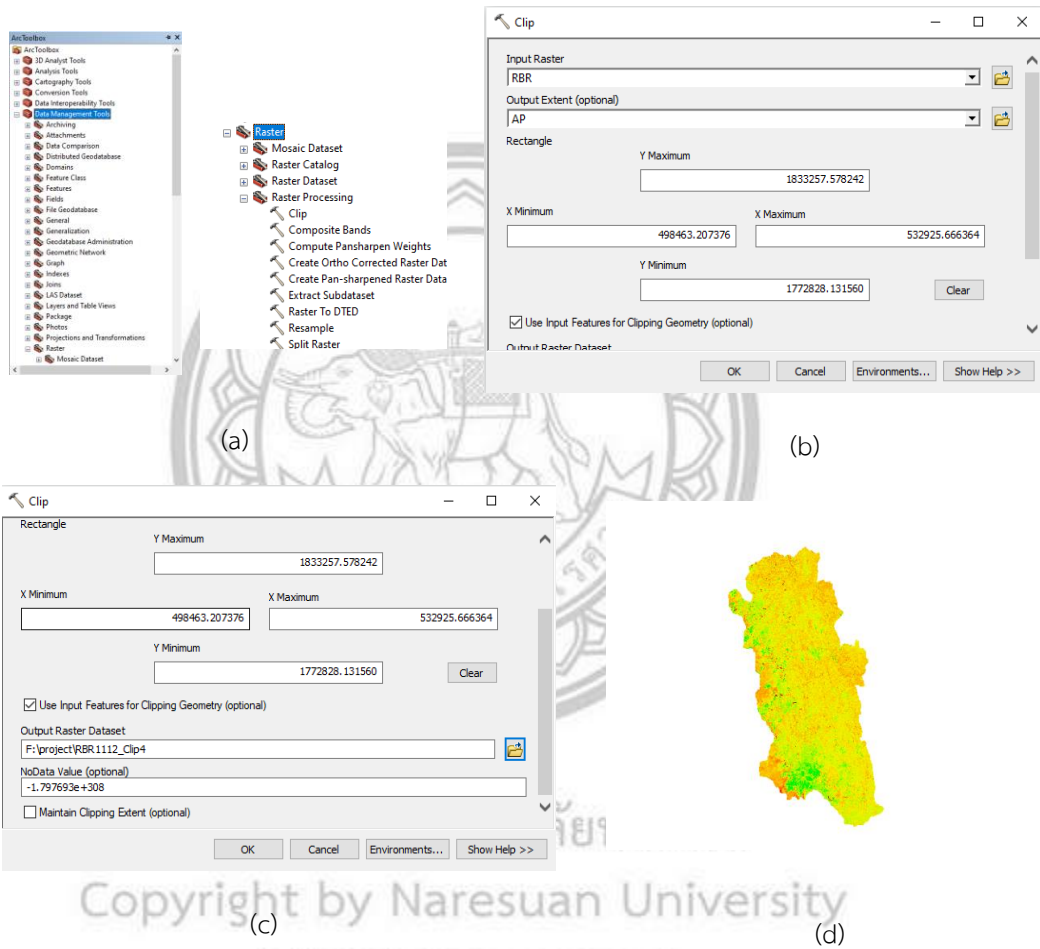 ArcToolbox
ArcToolbox
3D Analyst Tools
Analysis Tools
Cartography Tools
Conversion Tools
Data Interoperability Tools
Data Management Tools
Archiving
Attachments
Data Comparison
Distributed Geodatabase
Domains
Feature Class
Features
Fields
File Geodatabase
General
Generalization
Geodatabase Administration
Geometric Network
Graph
Indexes
Joins
LAS Dataset
Layers and Table Views
Package
Photos
Projections and Transformations
Raster
Mosaic Dataset
Raster
Mosaic Dataset
Raster Catalog
Raster Dataset
Raster Processing
Clip
Composite Bands
Compute Pansharpen Weights
Create Ortho Corrected Raster Dat
Create Pan-sharpened Raster Data
Extract Subdataset
Raster To DTED
Resample
Split Raster
(a)
Clip
Input Raster
RBR
Output Extent (optional)
AP
Rectangle
Y Maximum
1833257.578242
X Minimum
X Maximum
498463.207376
532925.666364
Y Minimum
1772828.131560
Clear
Use Input Features for Clipping Geometry (optional)
Output Raster Dataset
OK
Cancel
Environments...
Show Help >>
(b)
Clip
Rectangle
Y Maximum
1833257.578242
X Minimum
X Maximum
498463.207376
532925.666364
Y Minimum
1772828.131560
Clear
Use Input Features for Clipping Geometry (optional)
Output Raster Dataset
F:\project\RBR1112_Clip4
NoData Value (optional)
-1.797693e+308
Maintain Clipping Extent (optional)
OK
Cancel
Environments...
Show Help >>
(c)
(d)
Copyright by Naresuan University